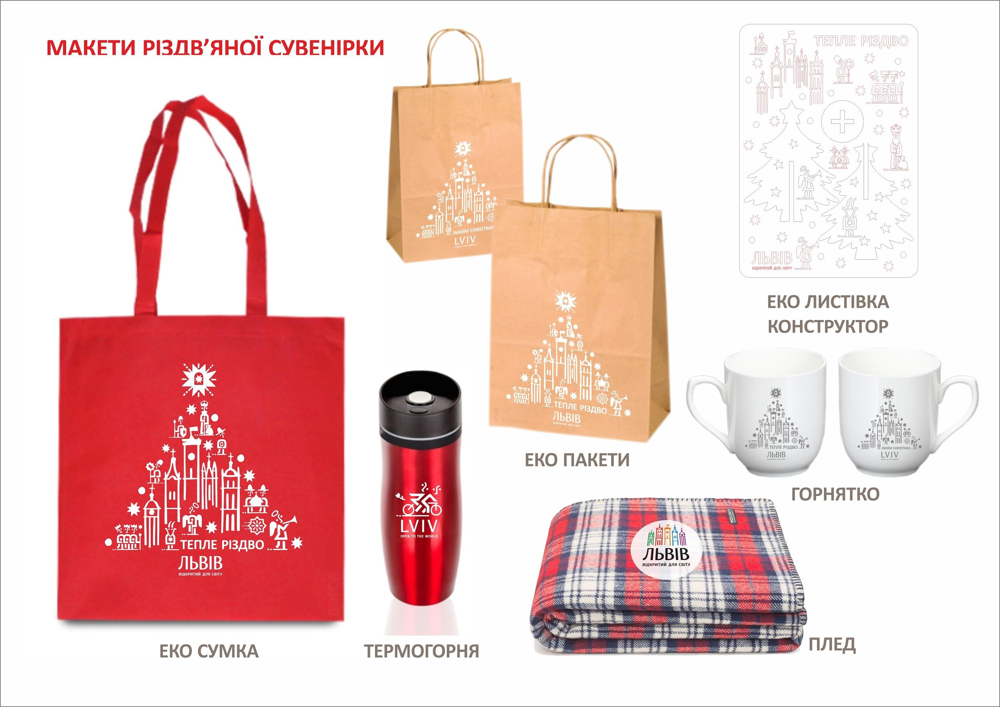 МАКЕТИ РІЗДВ'ЯНОЇ СУВЕНІРКИ
ТЕПЛЕ РІЗДВО
ЛЬВІВ
ВІДКРИТИЙ ДЛЯ СВІТУ
ЕКО СУМКА
WARM CHRISTMA
LVIV
OPEN TO THE WORLD
ТЕПЛЕ РІЗДВО
ЛЬВІВ
ВІДКРИТИЙ ДЛЯ СВІТУ
ЕКО ПАКЕТИ
LVIV
OPEN TO THE WORLD
ТЕРМОГОРНЯ
ТЕПЛЕ РІЗДВО
ЛЬВІВ
ВІДКРИТИЙ ДЛЯ СВІТУ
ЕКО ЛИСТІВКА
КОНСТРУКТОР
ТЕПЛЕ РІЗДВО
ЛЬВІВ
ВІДКРИТИЙ ДЛЯ СВІТУ
WARM CHRISTMAS
LVIV
OPEN TO THE WORLD
ГОРНЯТКО
ЛЬВІВ
ВІДКРИТИЙ ДЛЯ СВІТУ
ПЛЕД